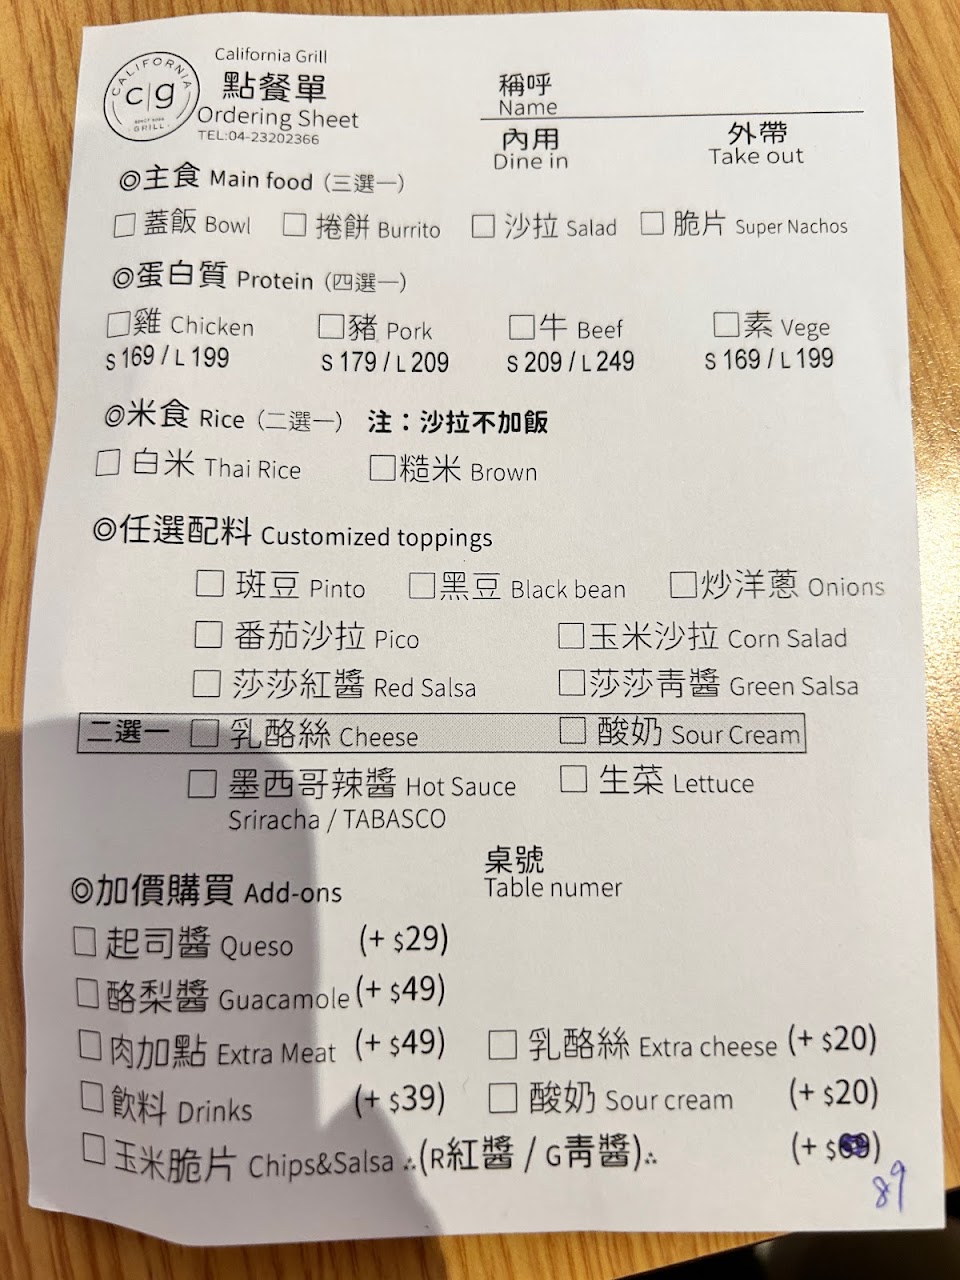 CALIFORNIA
c|g
GRILL
California Grill
點餐單
Ordering Sheet
TEL:04-23202366
稱呼
Name
內用 外帶
Dine in Take out
◎主食 Main food (三選一)
□ 蓋飯 Bowl □ 捲餅 Burrito □ 沙拉 Salad □ 脆片 Super Nachos
◎蛋白質 Protein (四選一)
□雞 Chicken □豬 Pork □牛 Beef □素 Vege
S 169 / L 199 S 179 / L 209 S 209 / L 249 S 169 / L 199
◎米食 Rice (二選一) 注：沙拉不加飯
□ 白米 Thai Rice □糙米 Brown
◎任選配料 Customized toppings
□ 斑豆 Pinto □黑豆 Black bean □炒洋蔥 Onions
□ 番茄沙拉 Pico □玉米沙拉 Corn Salad
□ 莎莎紅醬 Red Salsa □莎莎青醬 Green Salsa
二選一 □ 乳酪絲 Cheese □ 酸奶 Sour Cream
□ 墨西哥辣醬 Hot Sauce □ 生菜 Lettuce
Sriracha / TABASCO
桌號
Table numer
◎加價購買 Add-ons
□ 起司醬 Queso (+ $29)
□ 酪梨醬 Guacamole (+ $49)
□ 肉加點 Extra Meat (+ $49) □ 乳酪絲 Extra cheese (+ $20)
□ 飲料 Drinks (+ $39) □ 酸奶 Sour cream (+ $20)
□ 玉米脆片 Chips&Salsa ∴(R紅醬 / G青醬)∴ (+ $)
89